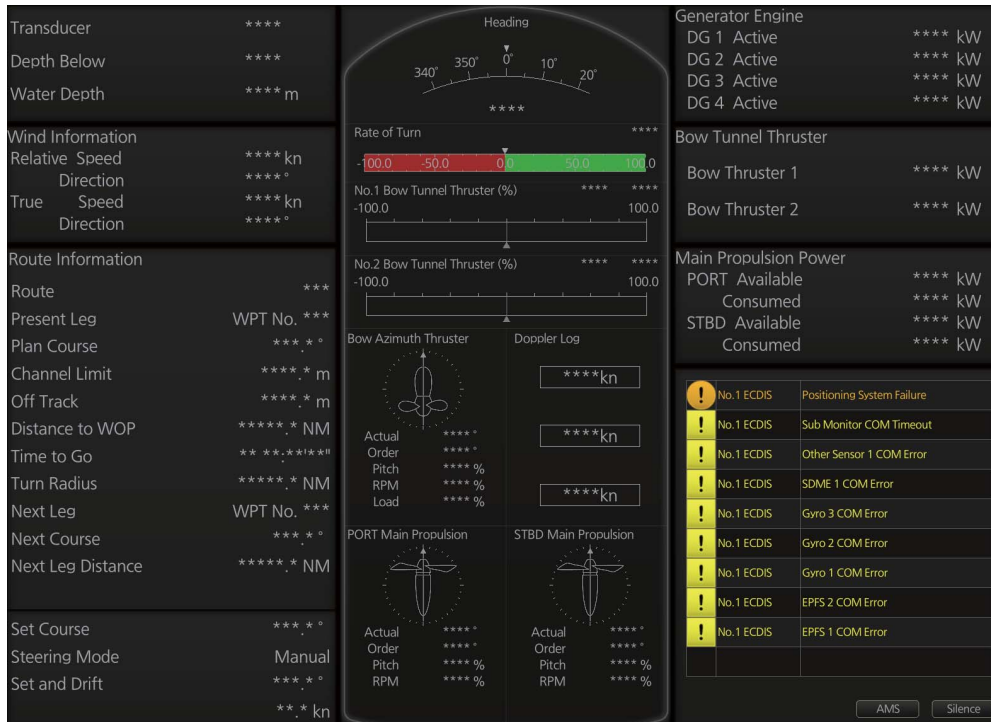 Transducer ****
Depth Below ****
Water Depth **** m
Wind Information
Relative Speed **** kn
Direction **** °
True Speed **** kn
Direction **** °
Route Information
Route ***
Present Leg WPT No. ***
Plan Course ***.* °
Channel Limit ****.* m
Off Track ****.* m
Distance to WOP *****.* NM
Time to Go ** **:**'**"
Turn Radius *****.* NM
Next Leg WPT No. ***
Next Course ***.* °
Next Leg Distance *****.* NM
Set Course ***.* °
Steering Mode Manual
Set and Drift ***.* °
**.* kn
Heading
340° 350° 0° 10° 20°
****
Rate of Turn ****
-100.0 -50.0 0.0 50.0 100.0
No.1 Bow Tunnel Thruster (%) **** ****
-100.0 100.0
No.2 Bow Tunnel Thruster (%) **** ****
-100.0 100.0
Bow Azimuth Thruster
Actual **** °
Order **** °
Pitch **** %
RPM **** %
Load **** %
Doppler Log
****kn
****kn
****kn
PORT Main Propulsion
Actual **** °
Order **** °
Pitch **** %
RPM **** %
STBD Main Propulsion
Actual **** °
Order **** °
Pitch **** %
RPM **** %
Generator Engine
DG 1 Active **** kW
DG 2 Active **** kW
DG 3 Active **** kW
DG 4 Active **** kW
Bow Tunnel Thruster
Bow Thruster 1 **** kW
Bow Thruster 2 **** kW
Main Propulsion Power
PORT Available **** kW
Consumed **** kW
STBD Available **** kW
Consumed **** kW
! No.1 ECDIS Positioning System Failure
! No.1 ECDIS Sub Monitor COM Timeout
! No.1 ECDIS Other Sensor 1 COM Error
! No.1 ECDIS SDME 1 COM Error
! No.1 ECDIS Gyro 3 COM Error
! No.1 ECDIS Gyro 2 COM Error
! No.1 ECDIS Gyro 1 COM Error
! No.1 ECDIS EPFS 2 COM Error
! No.1 ECDIS EPFS 1 COM Error
AMS Silence